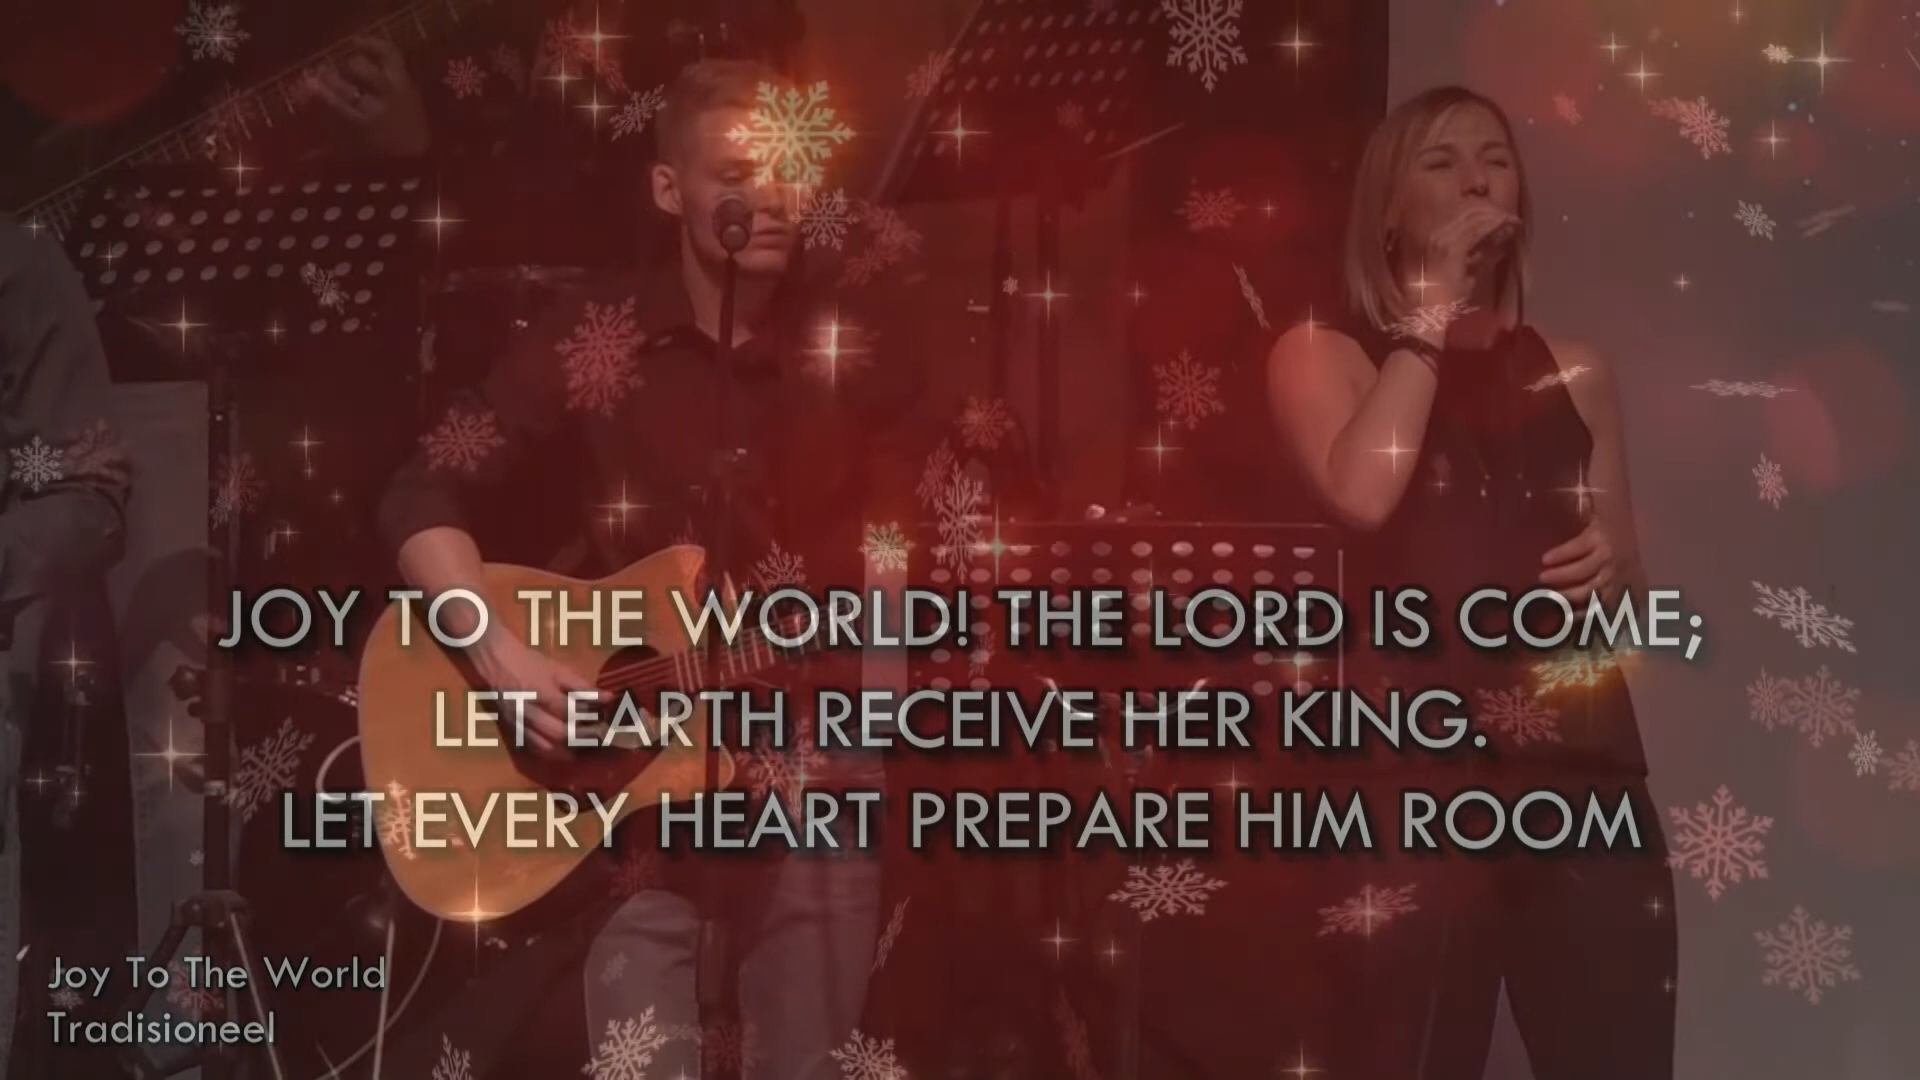 JOY TO THE WORLD! THE LORD IS COME;
LET EARTH RECEIVE HER KING.
LET EVERY HEART PREPARE HIM ROOM
Joy To The World
Tradisioneel